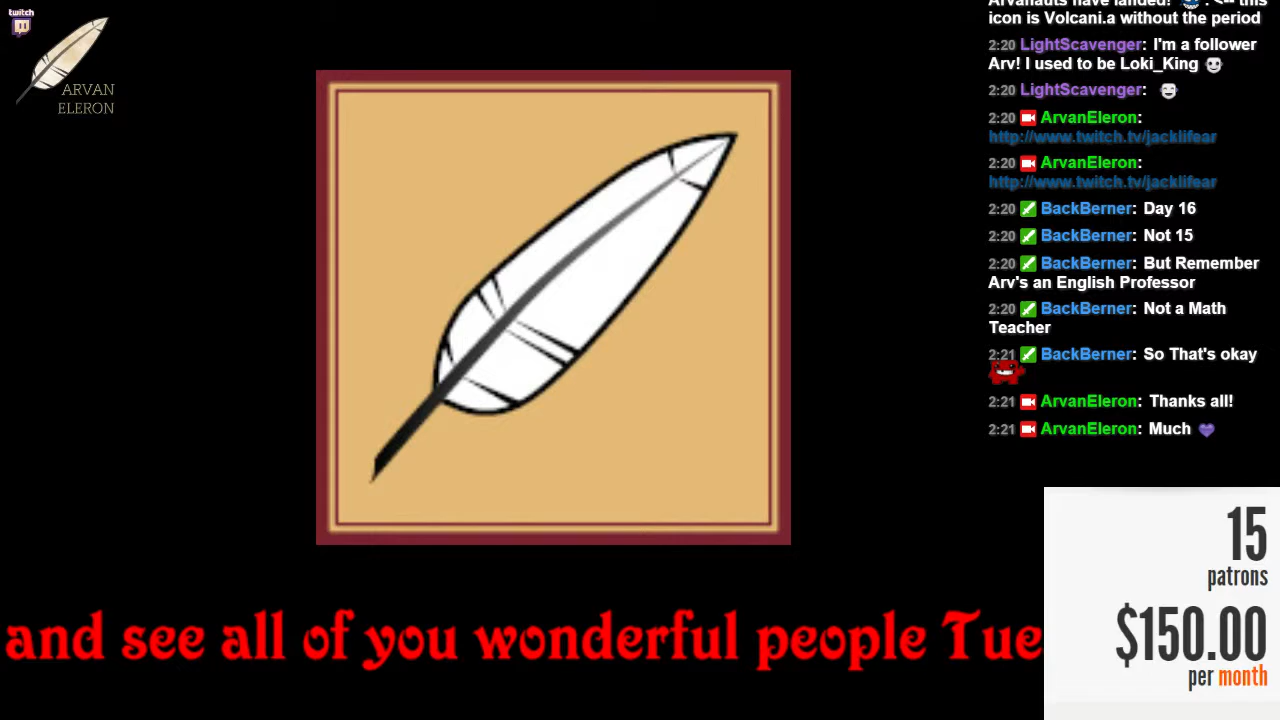 twitch
ARVAN
ELERON
Arvanauts have landed! : <-- this
icon is Volcani.a without the period
2:20 LightScavenger: I'm a follower
Arv! I used to be Loki_King
2:20 LightScavenger:
2:20 ArvanEleron:
http://www.twitch.tv/jacklifear
2:20 ArvanEleron:
http://www.twitch.tv/jacklifear
2:20 BackBerner: Day 16
2:20 BackBerner: Not 15
2:20 BackBerner: But Remember
Arv's an English Professor
2:20 BackBerner: Not a Math
Teacher
2:21 BackBerner: So That's okay
2:21 ArvanEleron: Thanks all!
2:21 ArvanEleron: Much
15
patrons
$150.00
per month
and see all of you wonderful people Tue